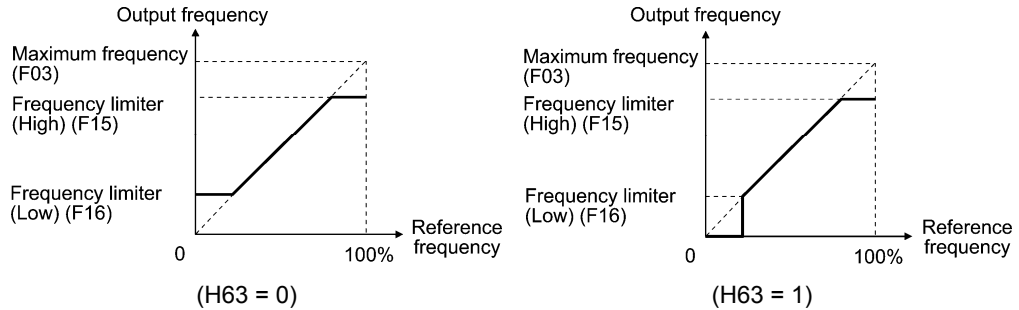 Output frequency
Maximum frequency
(F03)
Frequency limiter
(High) (F15)
Frequency limiter
(Low) (F16)
Reference
frequency
0
100%
(H63 = 0)
Output frequency
Maximum frequency
(F03)
Frequency limiter
(High) (F15)
Frequency limiter
(Low) (F16)
Reference
frequency
0
100%
(H63 = 1)